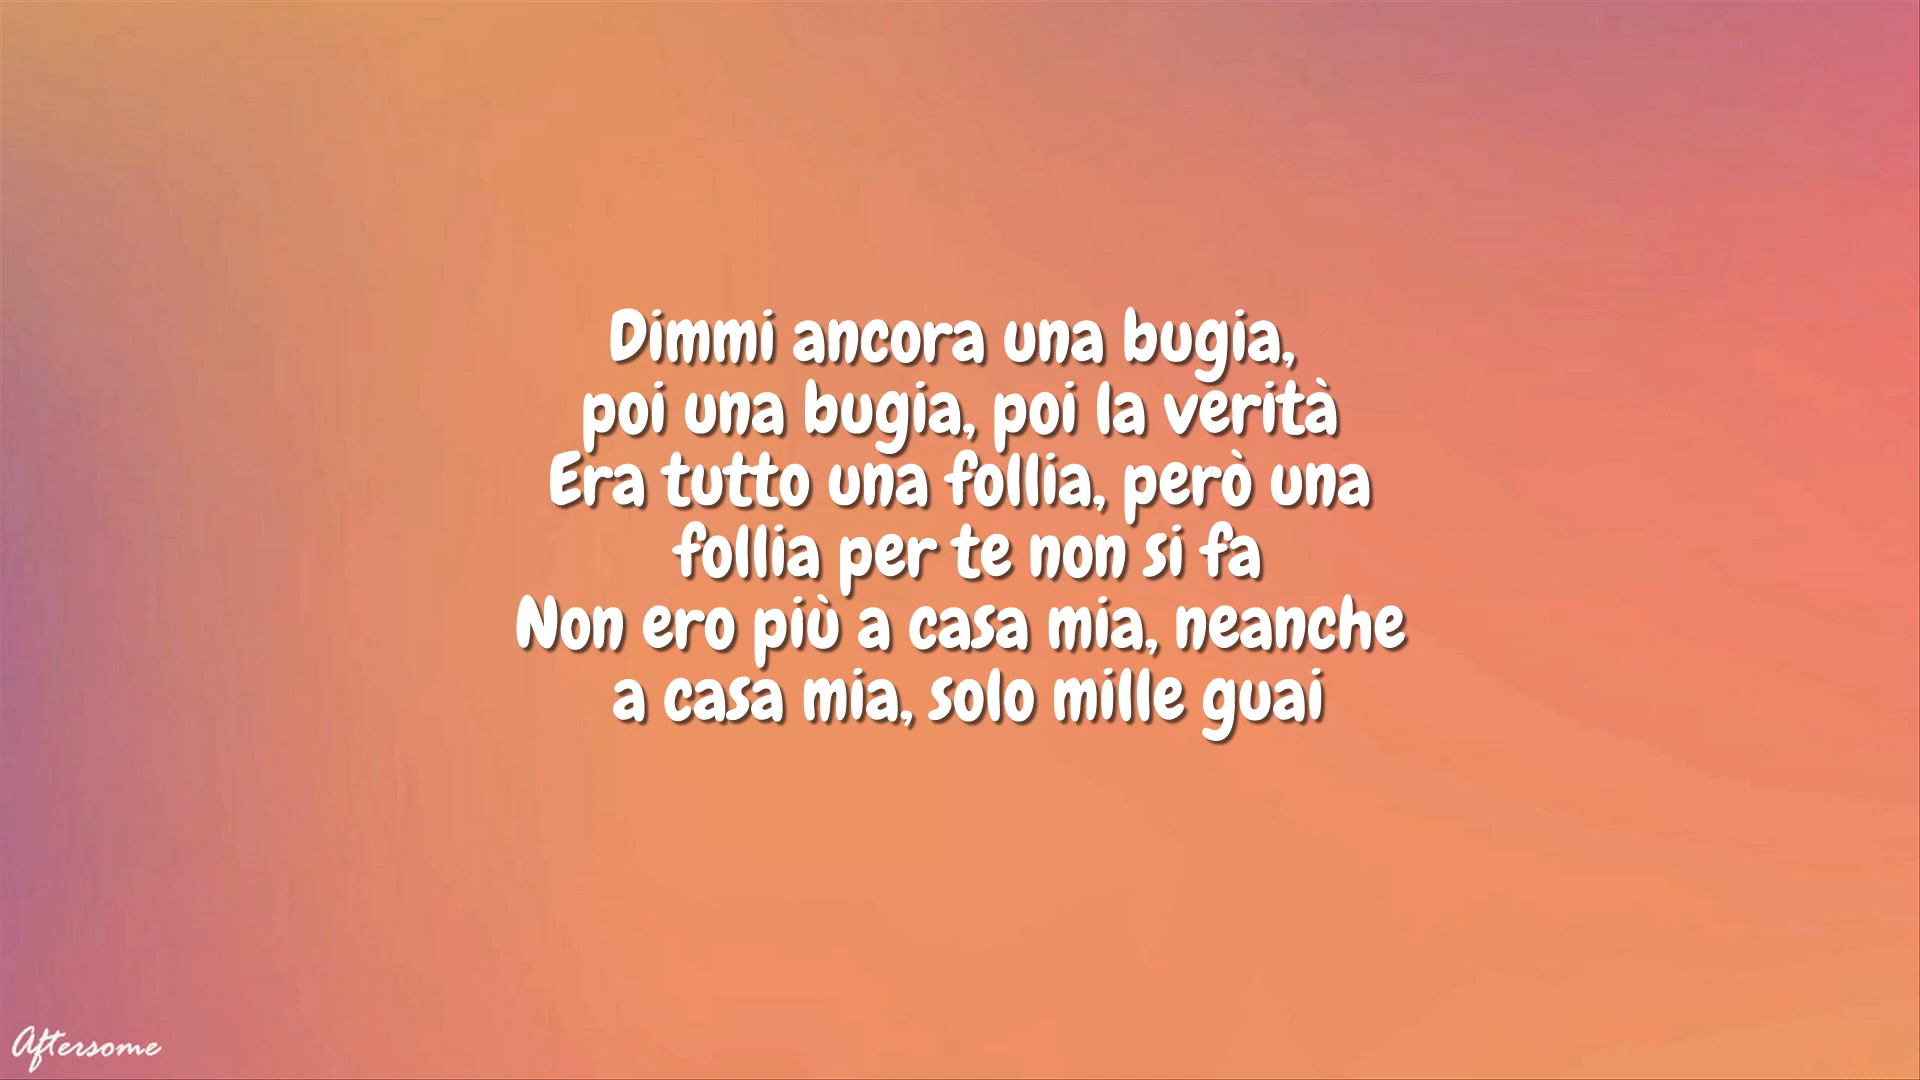 Dimmi ancora una bugia,
poi una bugia, poi la verità
Era tutto una follia, però una
follia per te non si fa
Non ero più a casa mia, neanche
a casa mia, solo mille guai
Aftersome